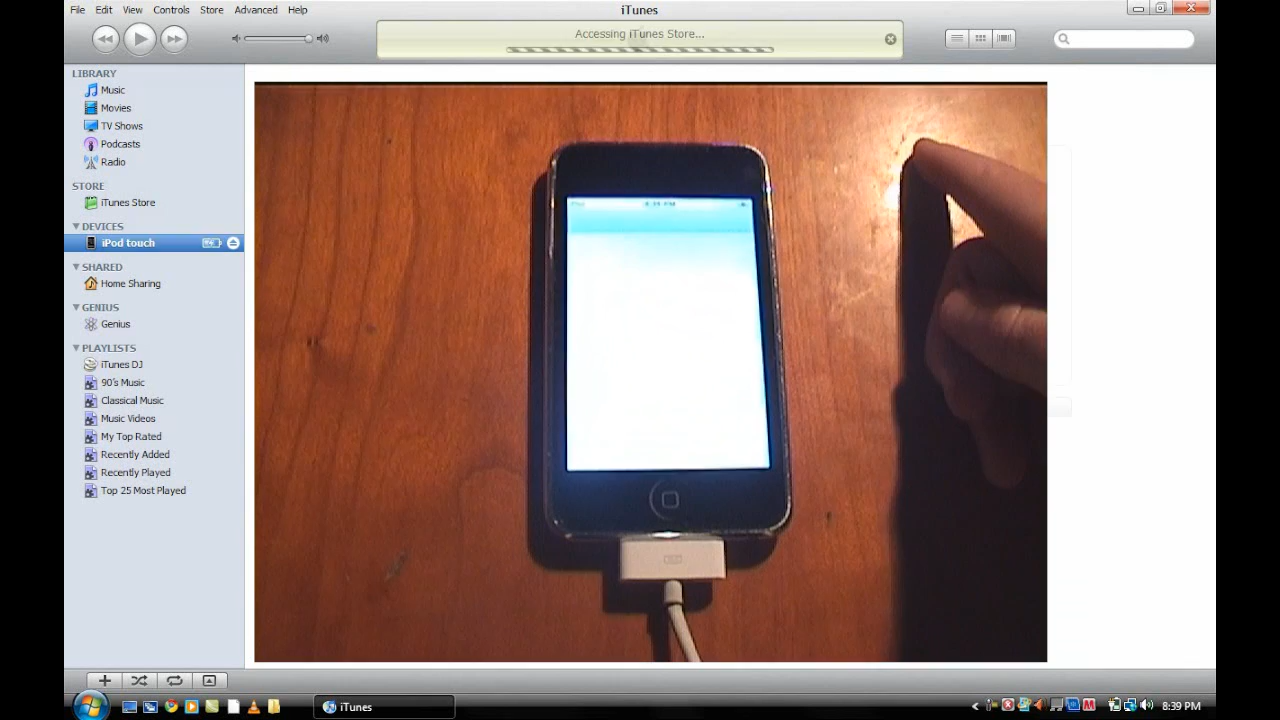 File Edit View Controls Store Advanced Help
iTunes
Accessing iTunes Store...
LIBRARY
Music
Movies
TV Shows
Podcasts
Radio
STORE
iTunes Store
DEVICES
iPod touch
SHARED
Home Sharing
GENIUS
Genius
PLAYLISTS
iTunes DJ
90's Music
Classical Music
Music Videos
My Top Rated
Recently Added
Recently Played
Top 25 Most Played
iTunes
8:39 PM